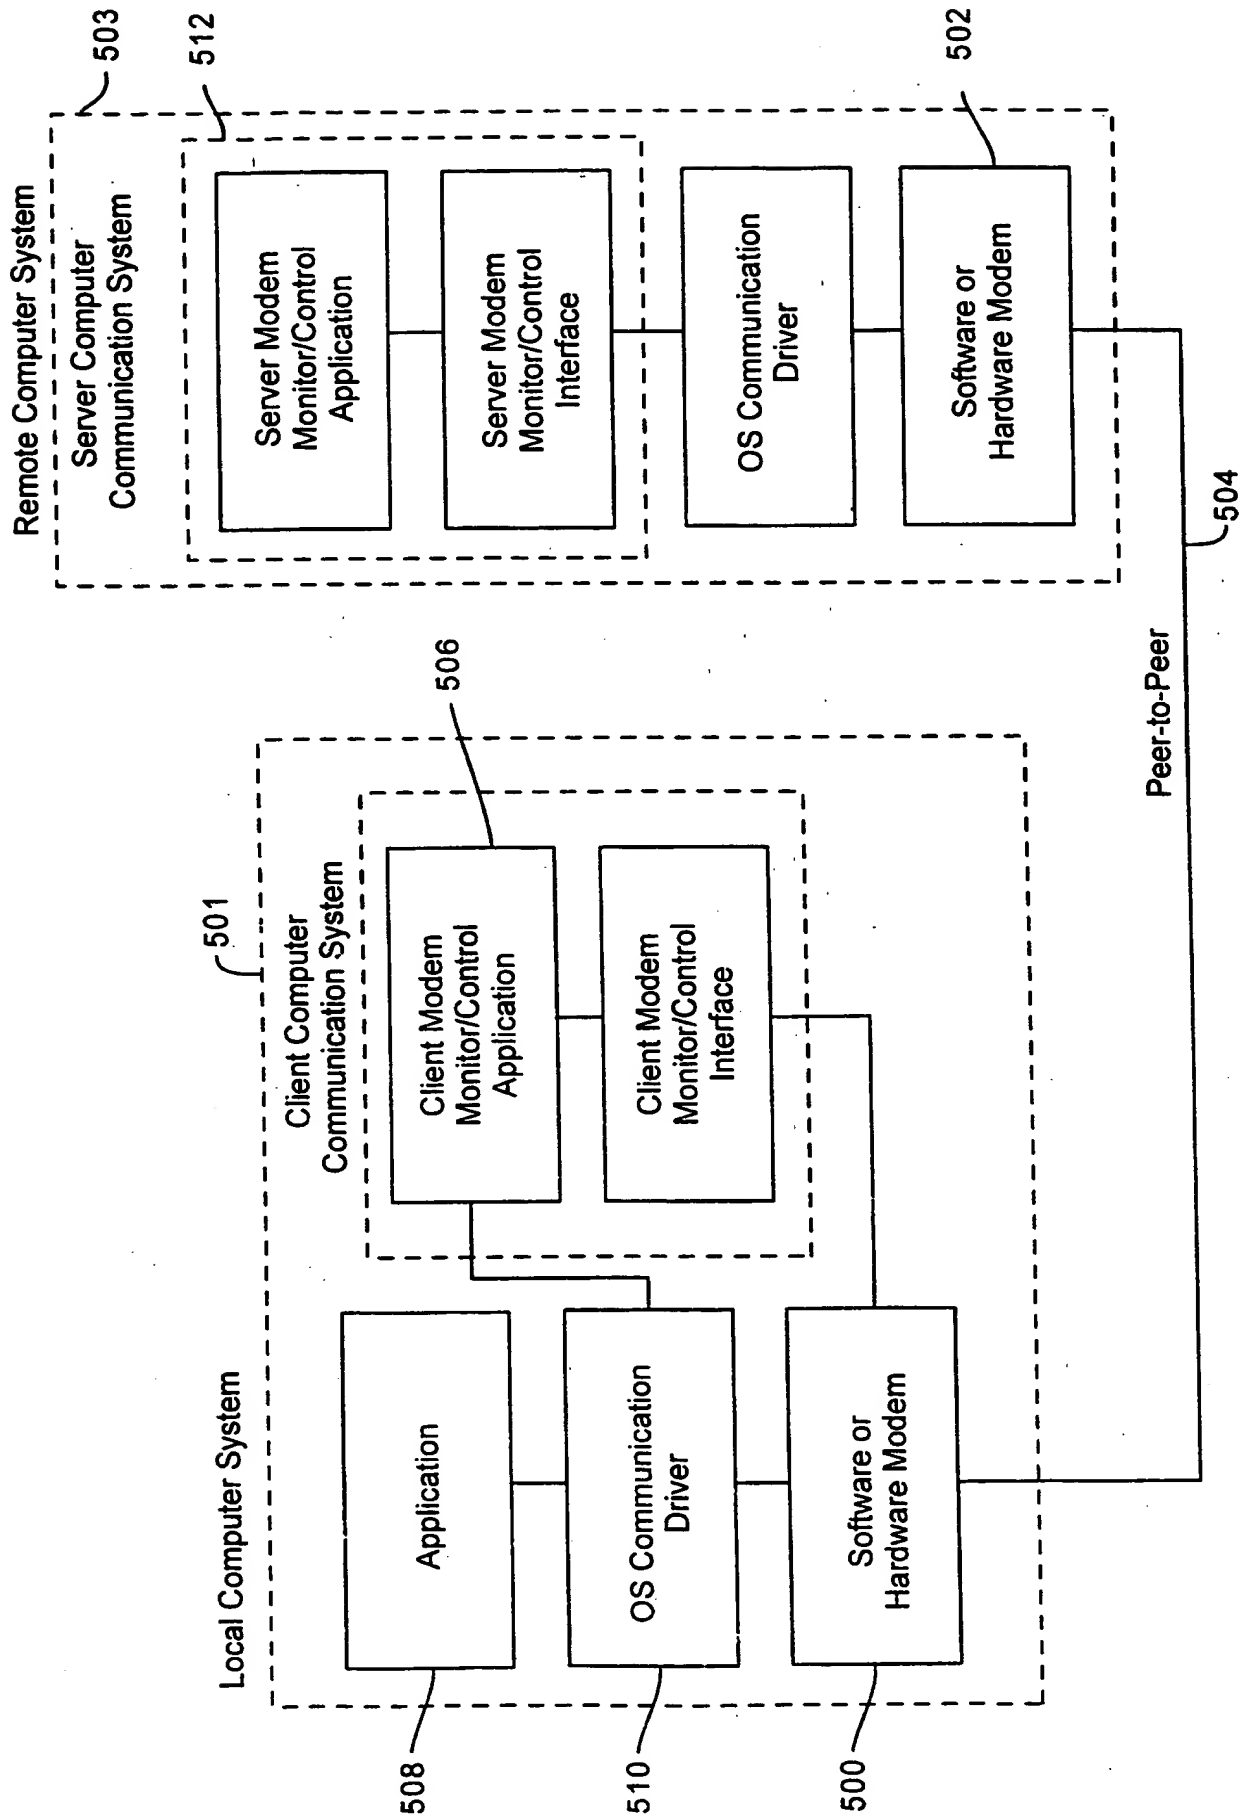 Local Computer System
501
Client Computer
Communication System
Application
508
OS Communication
Driver
510
Software or
Hardware Modem
500
Client Modem
Monitor/Control
Application
506
Client Modem
Monitor/Control
Interface
Peer-to-Peer
504
Remote Computer System
503
Server Computer
Communication System
512
Server Modem
Monitor/Control
Application
Server Modem
Monitor/Control
Interface
OS Communication
Driver
Software or
Hardware Modem
502